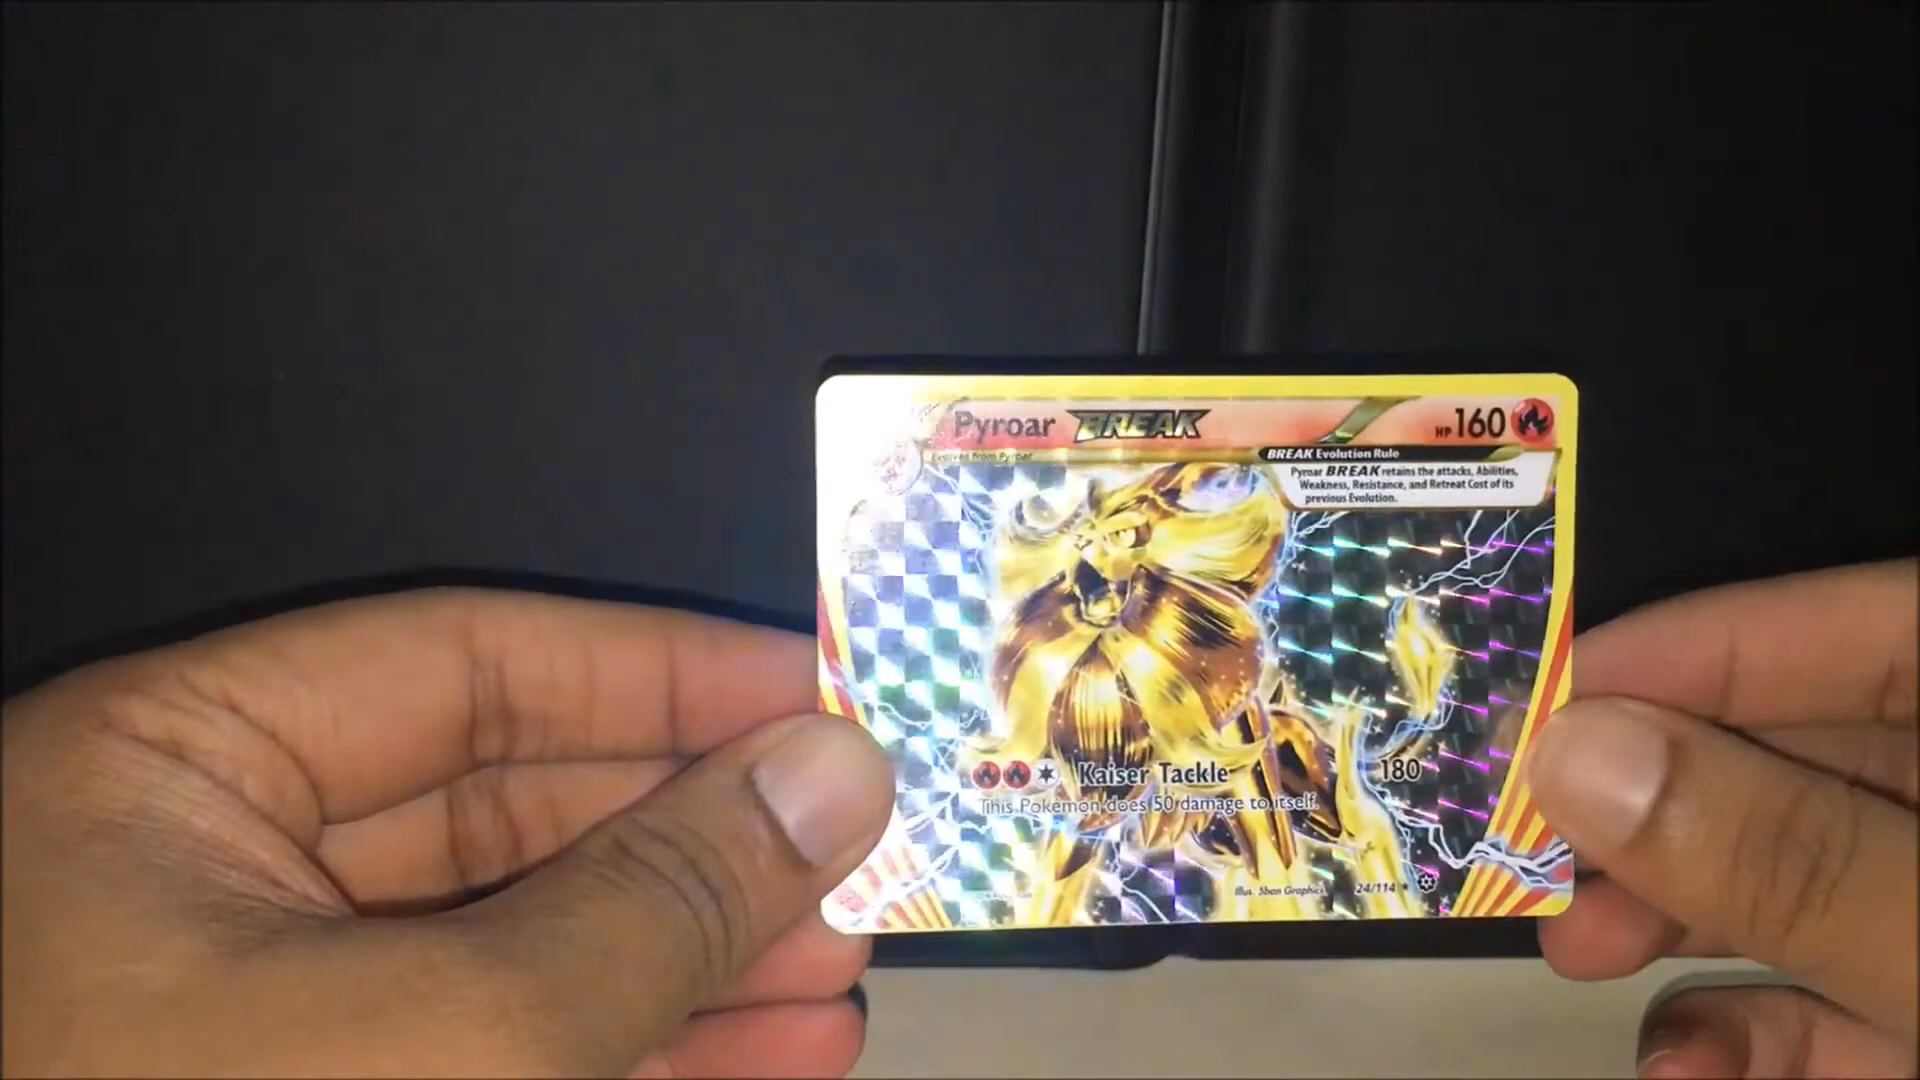 Pyroar BREAK
HP 160
Evolves from Pyroar
BREAK Evolution Rule
Pyroar BREAK retains the attacks, Abilities,
Weakness, Resistance, and Retreat Cost of its
previous Evolution.
Kaiser Tackle 180
This Pokémon does 50 damage to itself.
Illus. 5ban Graphics 24/114